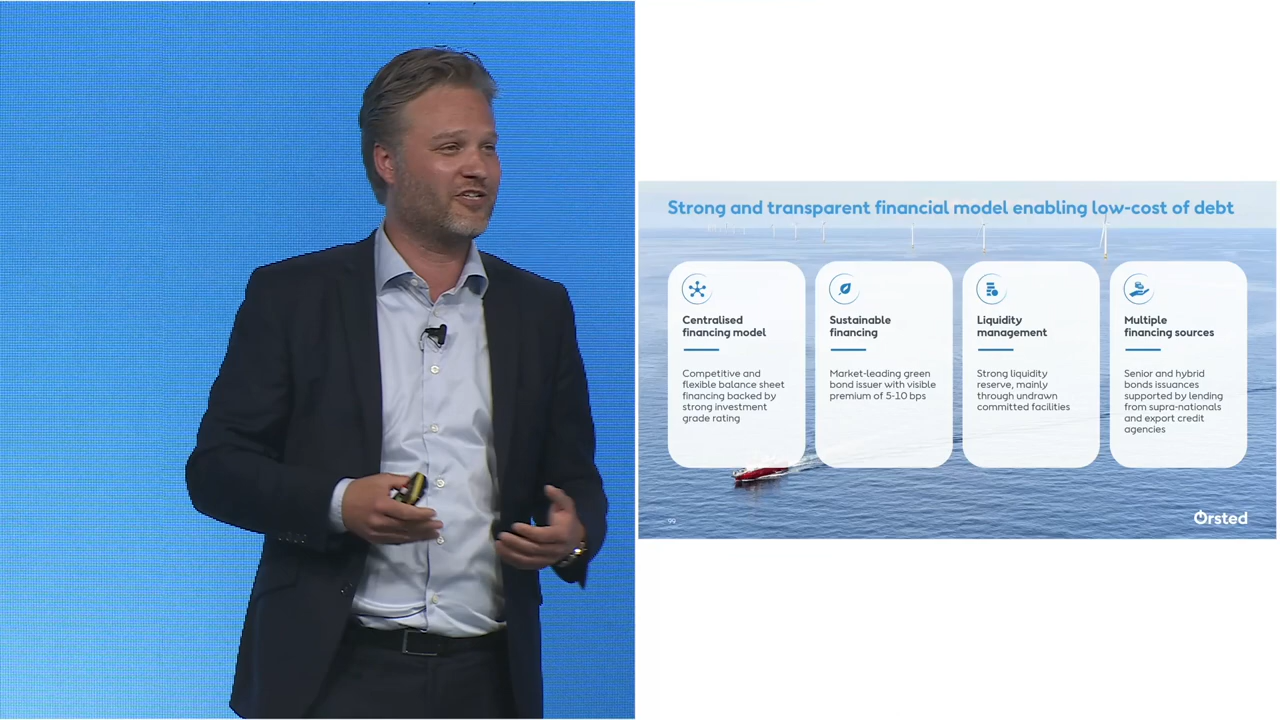 Strong and transparent financial model enabling low-cost of debt
Centralised
financing model
Competitive and
flexible balance sheet
financing backed by
strong investment
grade rating
Sustainable
financing
Market-leading green
bond issuer with visible
premium of 5-10 bps
Liquidity
management
Strong liquidity
reserve, mainly
through undrawn
committed facilities
Multiple
financing sources
Senior and hybrid
bonds issuances
supported by lending
from supra-nationals
and export credit
agencies
99
Ørsted